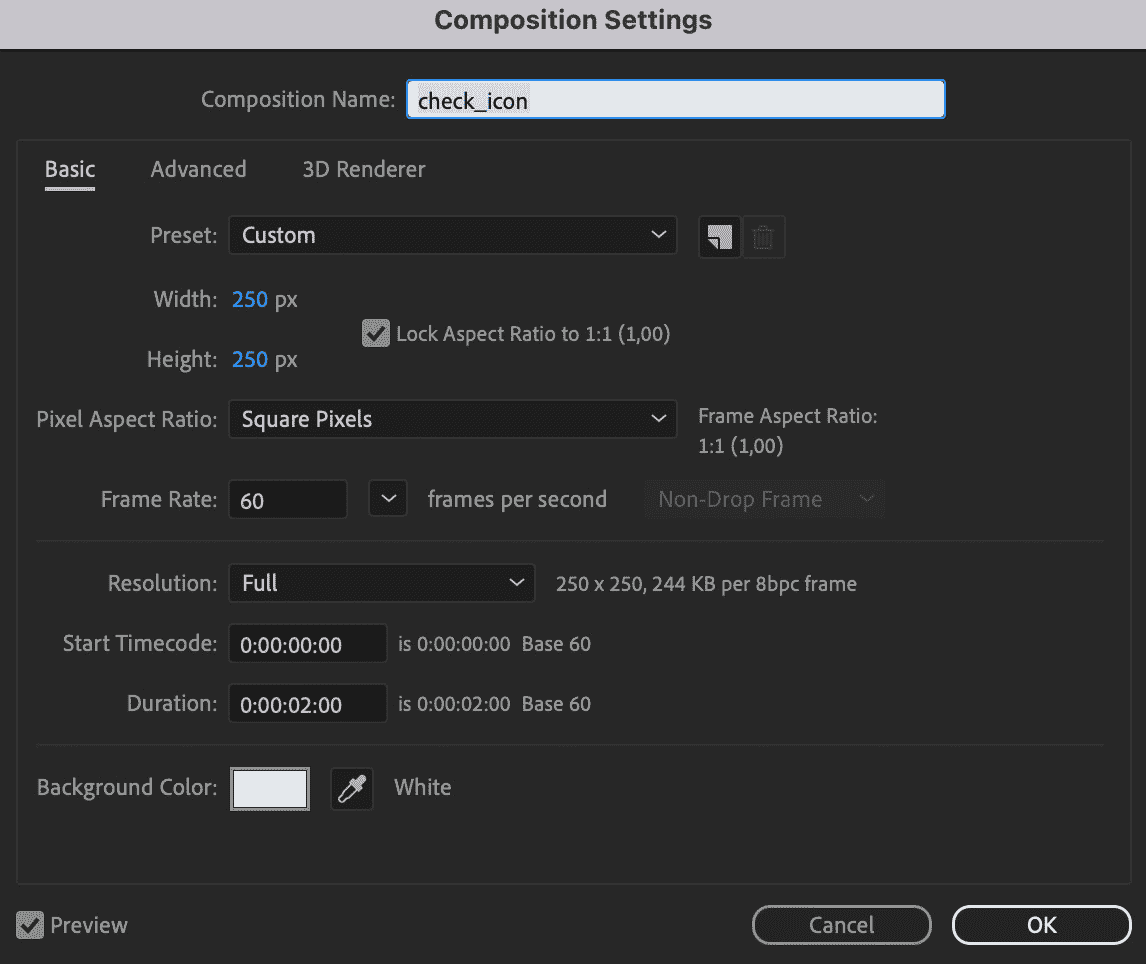 Composition Settings
Composition Name: check_icon
Basic Advanced 3D Renderer
Preset: Custom
Width: 250 px
Lock Aspect Ratio to 1:1 (1,00)
Height: 250 px
Pixel Aspect Ratio: Square Pixels Frame Aspect Ratio:
1:1 (1,00)
Frame Rate: 60 frames per second Non-Drop Frame
Resolution: Full 250 x 250, 244 KB per 8bpc frame
Start Timecode: 0:00:00:00 is 0:00:00:00 Base 60
Duration: 0:00:02:00 is 0:00:02:00 Base 60
Background Color: White
Preview Cancel OK